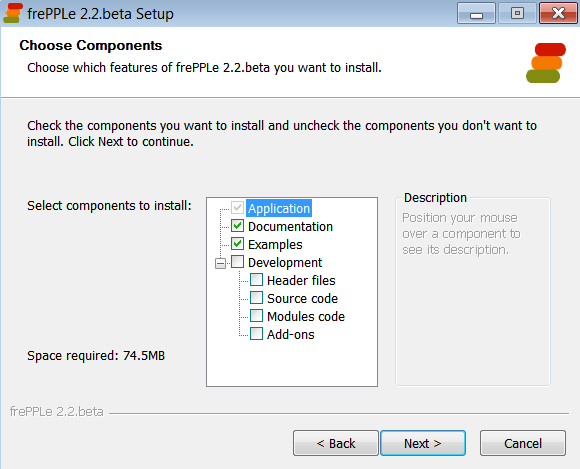 frePPLe 2.2.beta Setup
Choose Components
Choose which features of frePPLe 2.2.beta you want to install.
Check the components you want to install and uncheck the components you don't want to
install. Click Next to continue.
Select components to install:
Application
Documentation
Examples
Development
Header files
Source code
Modules code
Add-ons
Description
Position your mouse
over a component to
see its description.
Space required: 74.5MB
frePPLe 2.2.beta
< Back
Next >
Cancel